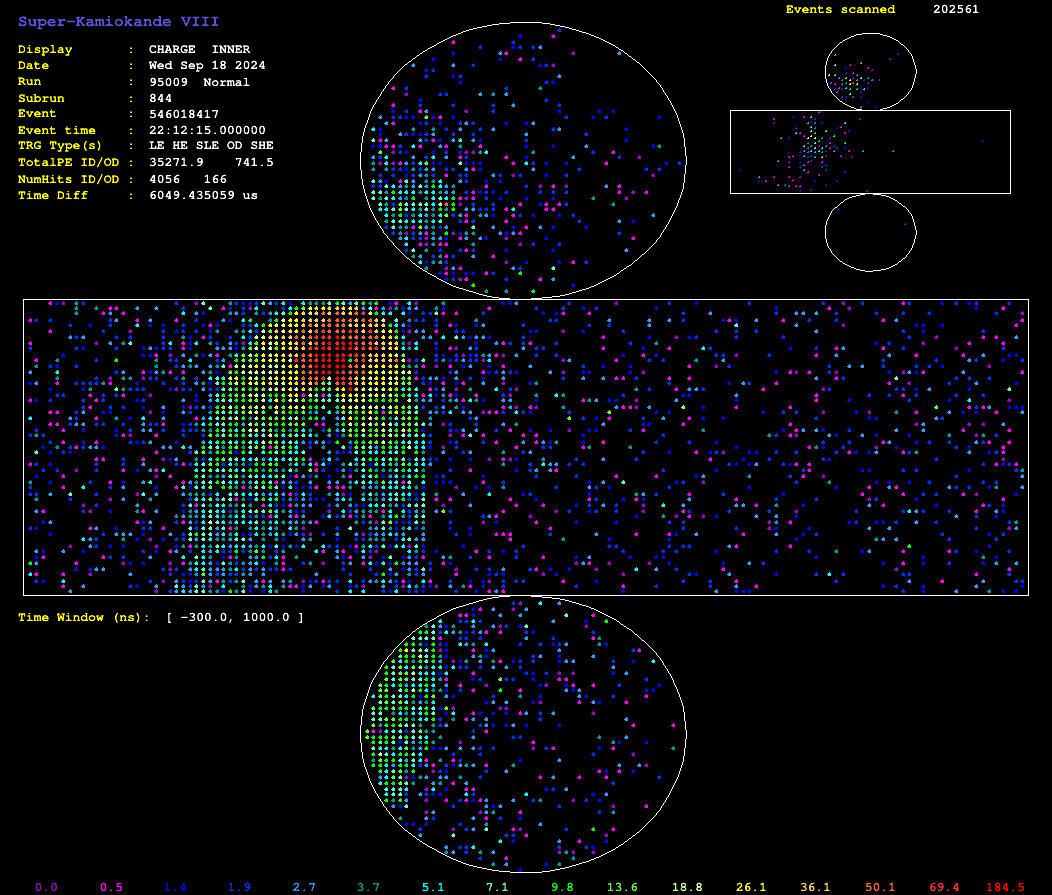 Super-Kamiokande VIII
Events scanned 202561
Display : CHARGE INNER
Date : Wed Sep 18 2024
Run : 95009 Normal
Subrun : 844
Event : 546018417
Event time : 22:12:15.000000
TRG Type(s) : LE HE SLE OD SHE
TotalPE ID/OD : 35271.9 741.5
NumHits ID/OD : 4056 166
Time Diff : 6049.435059 us
Time Window (ns): [ -300.0, 1000.0 ]
0.0 0.5 1.4 1.9 2.7 3.7 5.1 7.1 9.8 13.6 18.8 26.1 36.1 50.1 69.4 184.5